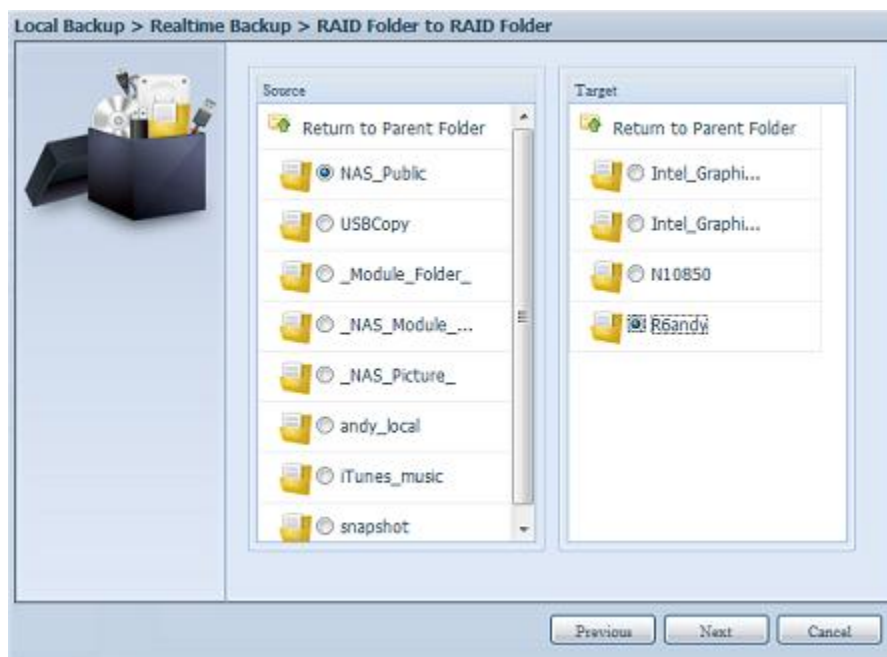 Local Backup > Realtime Backup > RAID Folder to RAID Folder
Source
Return to Parent Folder
NAS_Public
USBCopy
_Module_Folder_
_NAS_Module_...
_NAS_Picture_
andy_local
iTunes_music
snapshot
Target
Return to Parent Folder
Intel_Graphi...
Intel_Graphi...
N10850
R6andy
Previous
Next
Cancel